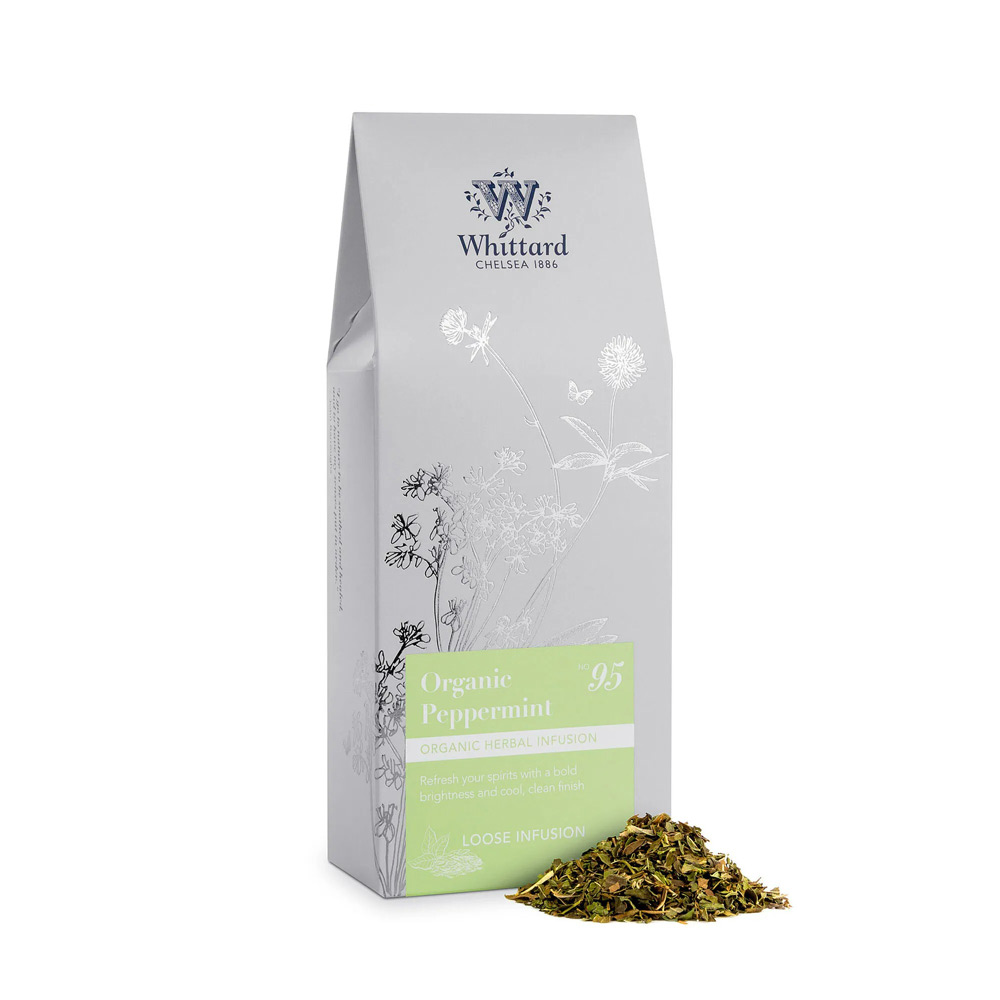 W
Whittard
CHELSEA 1886
Organic
Peppermint
NO 95
ORGANIC HERBAL INFUSION
Refresh your spirits with a bold
brightness and cool, clean finish
LOOSE INFUSION